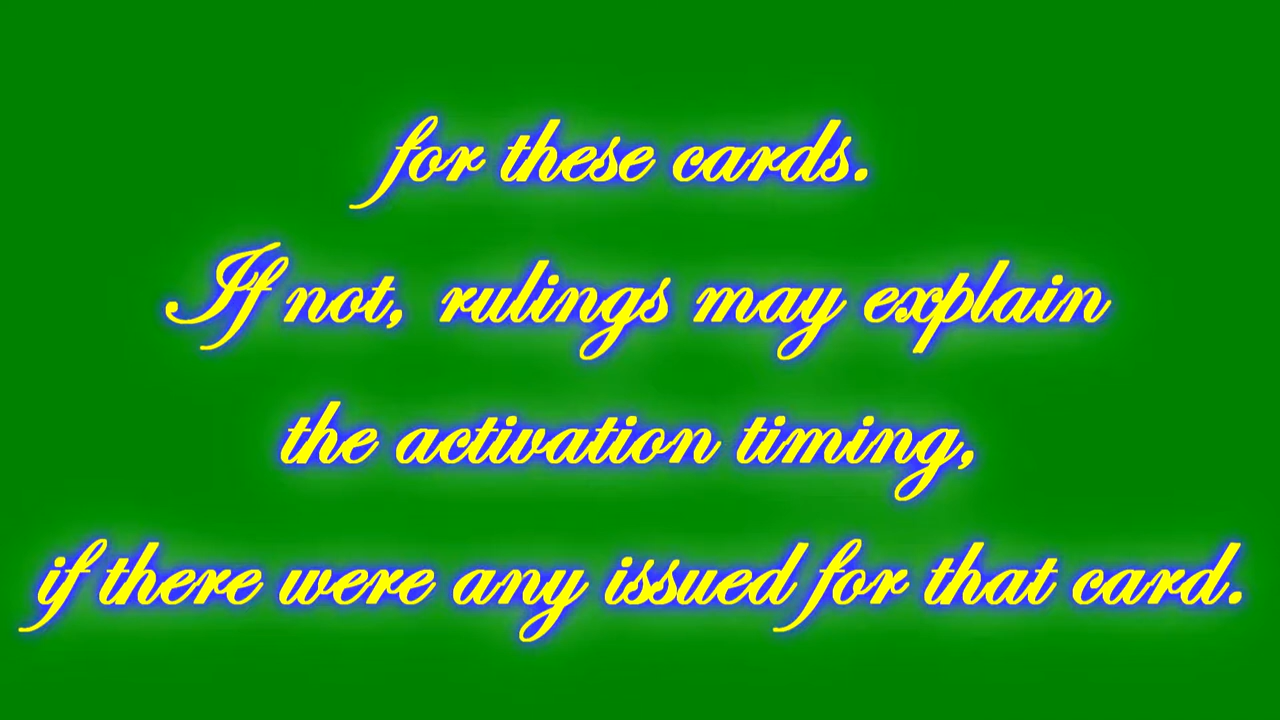 for these cards.
If not, rulings may explain
the activation timing,
if there were any issued for that card.